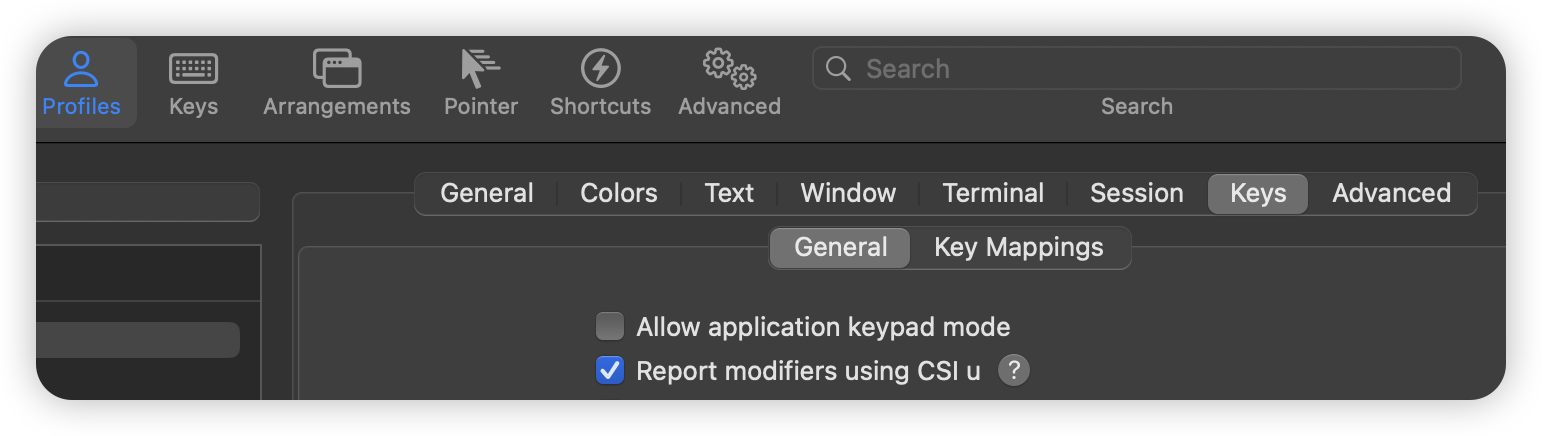 Profiles Keys Arrangements Pointer Shortcuts Advanced Search
Search
General Colors Text Window Terminal Session Keys Advanced
General Key Mappings
Allow application keypad mode
Report modifiers using CSI u ?